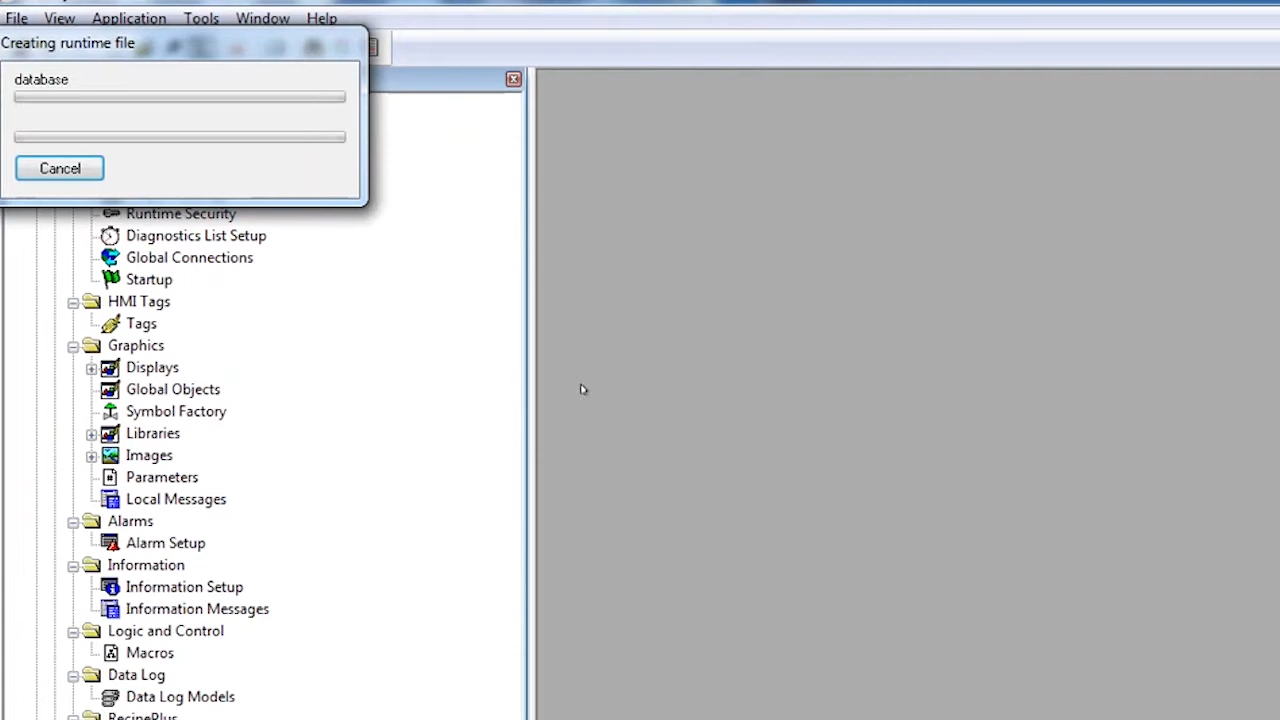 File View Application Tools Window Help
Creating runtime file
database
Cancel
Runtime Security
Diagnostics List Setup
Global Connections
Startup
HMI Tags
Tags
Graphics
Displays
Global Objects
Symbol Factory
Libraries
Images
Parameters
Local Messages
Alarms
Alarm Setup
Information
Information Setup
Information Messages
Logic and Control
Macros
Data Log
Data Log Models
RecipePlus